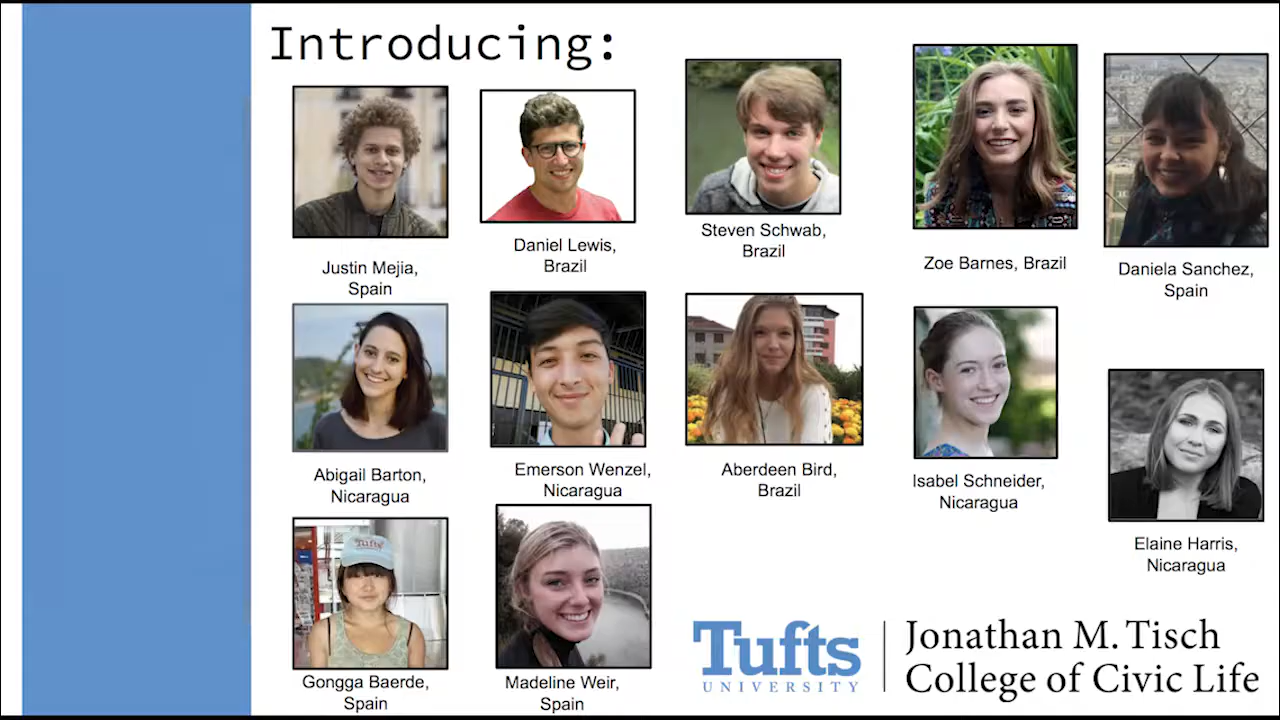 Introducing:
Justin Mejia,
Spain
Daniel Lewis,
Brazil
Steven Schwab,
Brazil
Zoe Barnes, Brazil
Daniela Sanchez,
Spain
Abigail Barton,
Nicaragua
Emerson Wenzel,
Nicaragua
Aberdeen Bird,
Brazil
Isabel Schneider,
Nicaragua
Elaine Harris,
Nicaragua
Tufts
Gongga Baerde,
Spain
Madeline Weir,
Spain
Tufts
UNIVERSITY
Jonathan M. Tisch
College of Civic Life